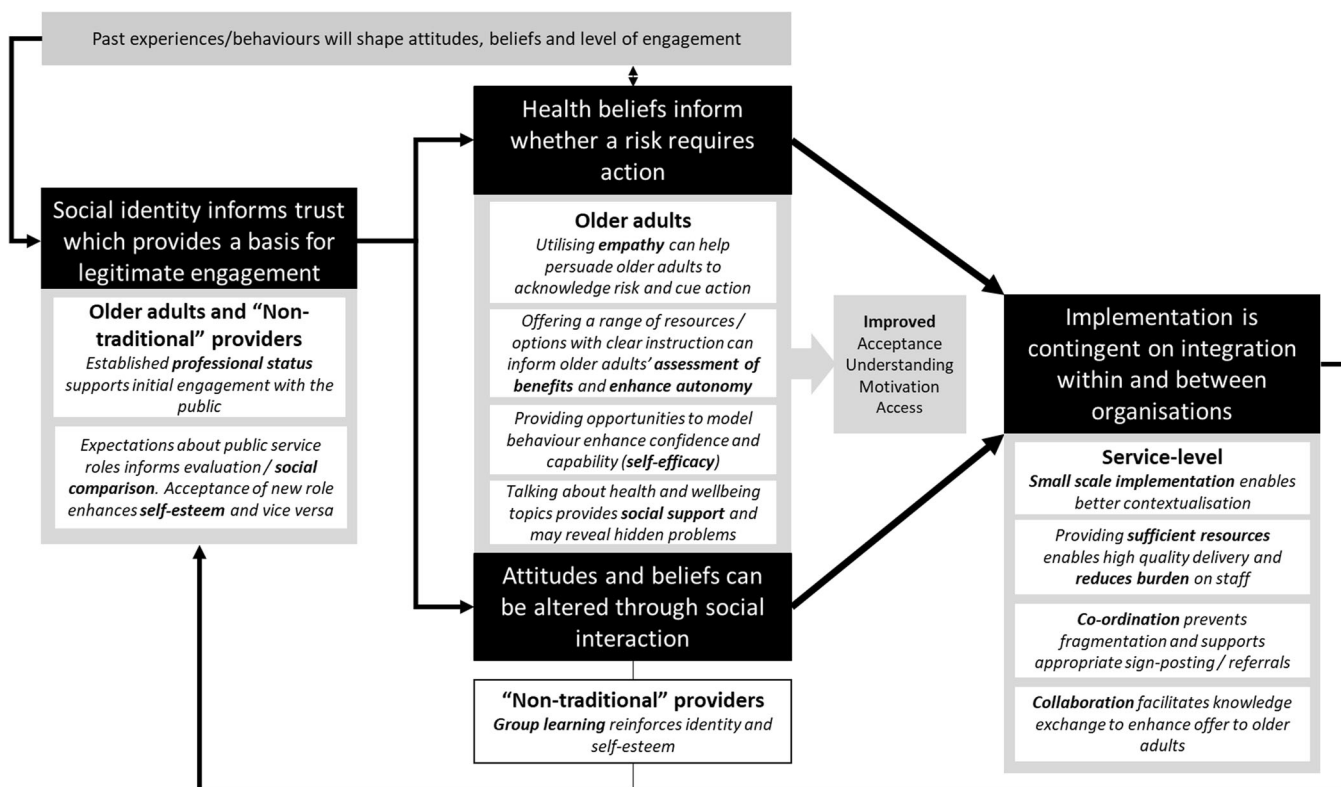 Past experiences/behaviours will shape attitudes, beliefs and level of engagement
Social identity informs trust
which provides a basis for
legitimate engagement
Older adults and “Non-
traditional” providers
Established professional status
supports initial engagement with the
public
Expectations about public service
roles informs evaluation / social
comparison. Acceptance of new role
enhances self-esteem and vice versa
Health beliefs inform
whether a risk requires
action
Older adults
Utilising empathy can help
persuade older adults to
acknowledge risk and cue action
Offering a range of resources /
options with clear instruction can
inform older adults’ assessment of
benefits and enhance autonomy
Providing opportunities to model
behaviour enhance confidence and
capability (self-efficacy)
Talking about health and wellbeing
topics provides social support and
may reveal hidden problems
Attitudes and beliefs can
be altered through social
interaction
“Non-traditional” providers
Group learning reinforces identity and
self-esteem
Improved
Acceptance
Understanding
Motivation
Access
Implementation is
contingent on integration
within and between
organisations
Service-level
Small scale implementation enables
better contextualisation
Providing sufficient resources
enables high quality delivery and
reduces burden on staff
Co-ordination prevents
fragmentation and supports
appropriate sign-posting / referrals
Collaboration facilitates knowledge
exchange to enhance offer to older
adults